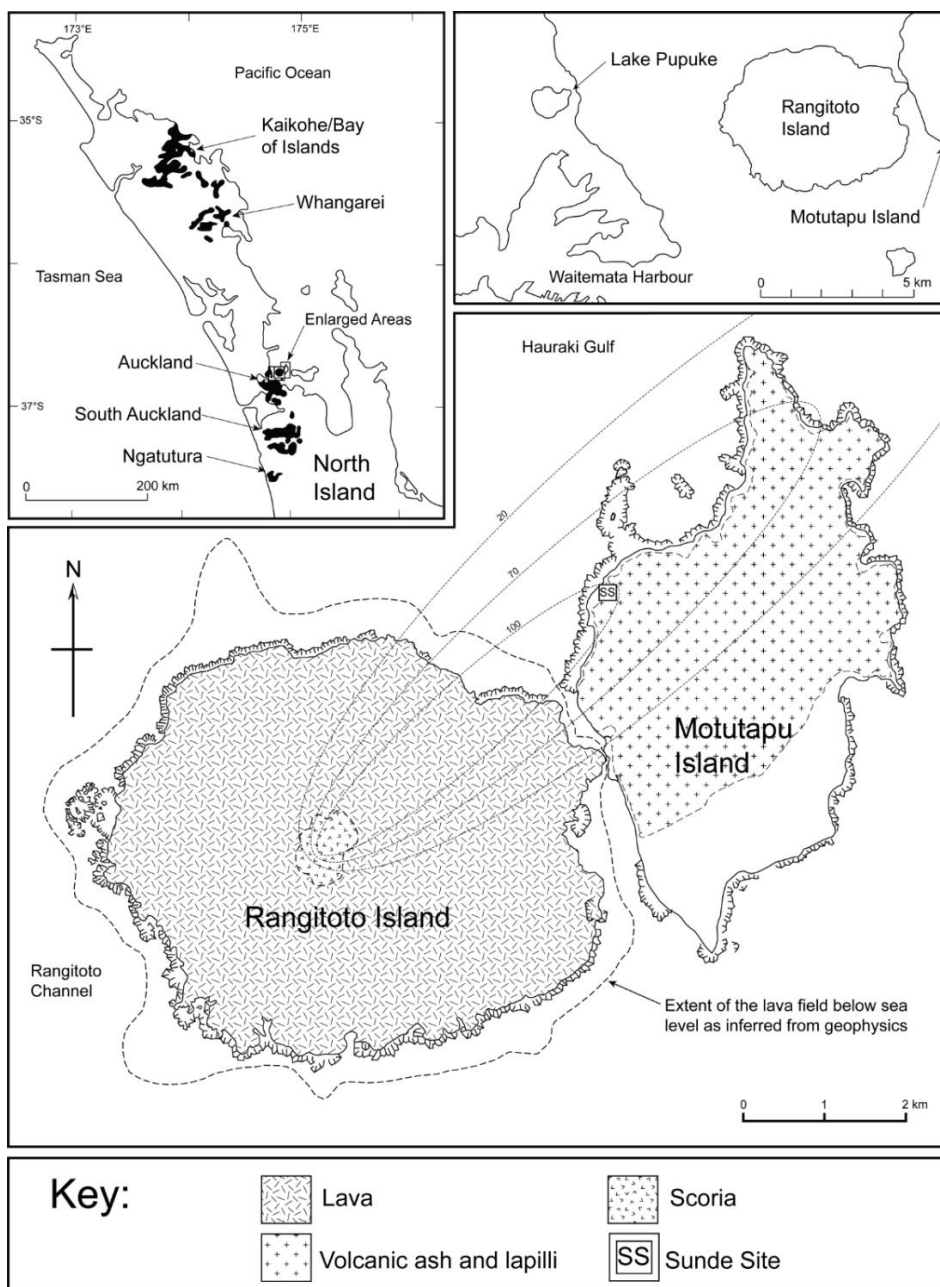 173°E
175°E
Pacific Ocean
35°S
Kaikohe/Bay
of Islands
Whangarei
Tasman Sea
Enlarged Areas
Auckland
37°S
South Auckland
Ngatutura
North
Island
0
200 km
Lake Pupuke
Rangitoto
Island
Motutapu Island
Waitemata Harbour
0
5 km
Hauraki Gulf
20
70
100
N
SS
Motutapu
Island
Rangitoto Island
Rangitoto
Channel
Extent of the lava field below sea
level as inferred from geophysics
0
1
2 km
Key:
Lava
Scoria
Volcanic ash and lapilli
SS
Sunde Site